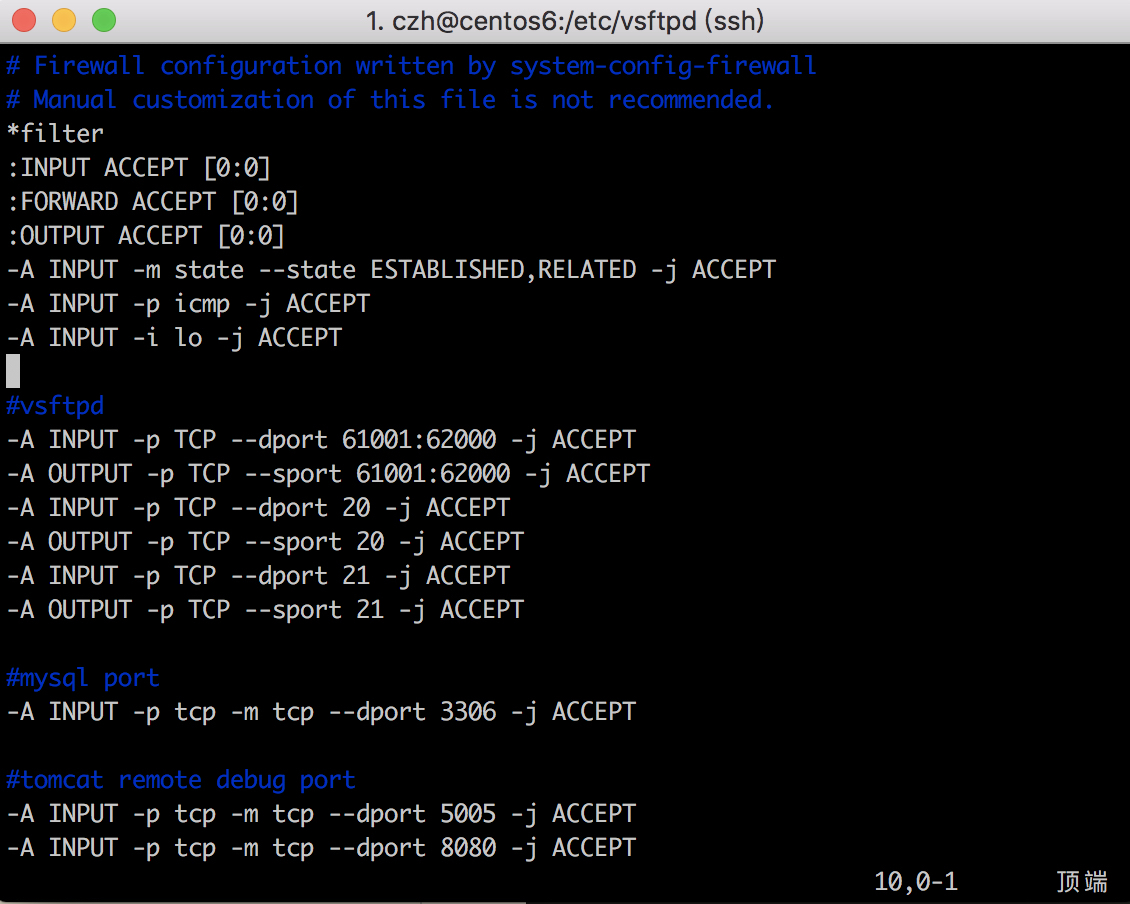 1. czh@centos6:/etc/vsftpd (ssh)
# Firewall configuration written by system-config-firewall
# Manual customization of this file is not recommended.
*filter
:INPUT ACCEPT [0:0]
:FORWARD ACCEPT [0:0]
:OUTPUT ACCEPT [0:0]
-A INPUT -m state --state ESTABLISHED,RELATED -j ACCEPT
-A INPUT -p icmp -j ACCEPT
-A INPUT -i lo -j ACCEPT
#vsftpd
-A INPUT -p TCP --dport 61001:62000 -j ACCEPT
-A OUTPUT -p TCP --sport 61001:62000 -j ACCEPT
-A INPUT -p TCP --dport 20 -j ACCEPT
-A OUTPUT -p TCP --sport 20 -j ACCEPT
-A INPUT -p TCP --dport 21 -j ACCEPT
-A OUTPUT -p TCP --sport 21 -j ACCEPT
#mysql port
-A INPUT -p tcp -m tcp --dport 3306 -j ACCEPT
#tomcat remote debug port
-A INPUT -p tcp -m tcp --dport 5005 -j ACCEPT
-A INPUT -p tcp -m tcp --dport 8080 -j ACCEPT
10,0-1 顶端